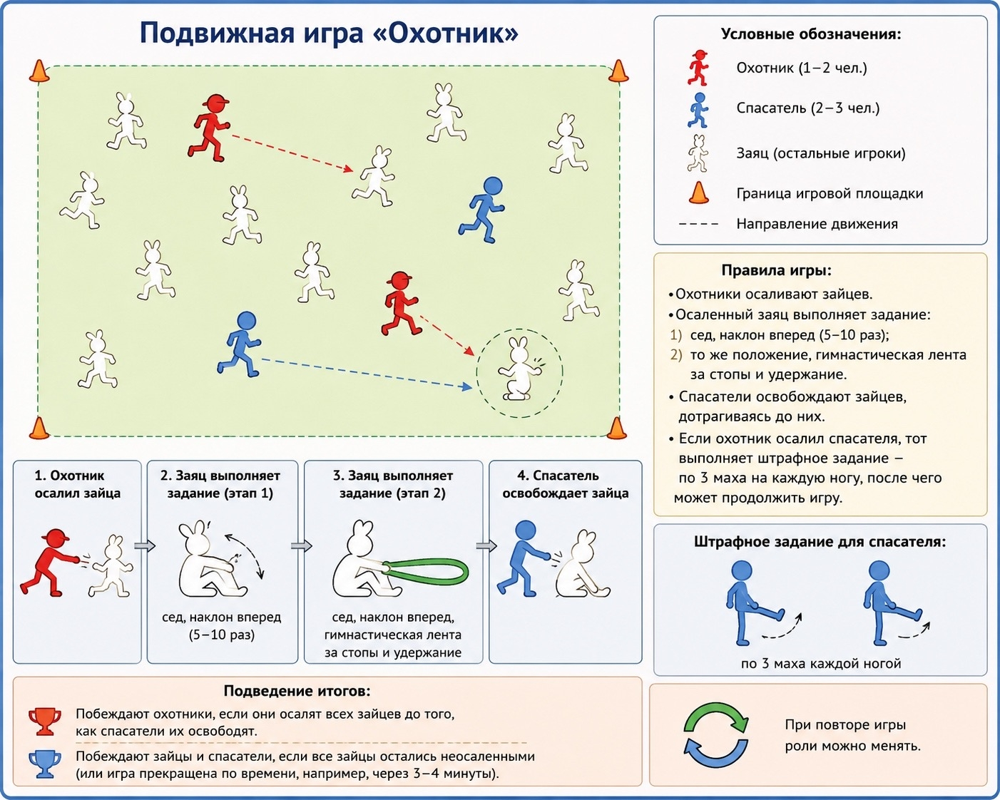 Подвижная игра «Охотник»
Условные обозначения:
Охотник (1–2 чел.)
Спасатель (2–3 чел.)
Заяц (остальные игроки)
Граница игровой площадки
Направление движения
Правила игры:
•Охотники осаливают зайцев.
•Осаленный заяц выполняет задание:
1) сед, наклон вперед (5–10 раз);
2) то же положение, гимнастическая лента
за стопы и удержание.
• Спасатели освобождают зайцев,
дотрагиваясь до них.
• Если охотник осалил спасателя, тот
выполняет штрафное задание –
по 3 маха на каждую ногу, после чего
может продолжить игру.
1. Охотник
осалил зайца
2. Заяц выполняет
задание (этап 1)
сед, наклон вперед
(5–10 раз)
3. Заяц выполняет
задание (этап 2)
сед, наклон вперед,
гимнастическая лента
за стопы и удержание
4. Спасатель
освобождает зайца
Штрафное задание для спасателя:
по 3 маха каждой ногой
Подведение итогов:
Побеждают охотники, если они осалят всех зайцев до того,
как спасатели их освободят.
Побеждают зайцы и спасатели, если все зайцы остались неосаленными
(или игра прекращена по времени, например, через 3–4 минуты).
При повторе игры
роли можно менять.